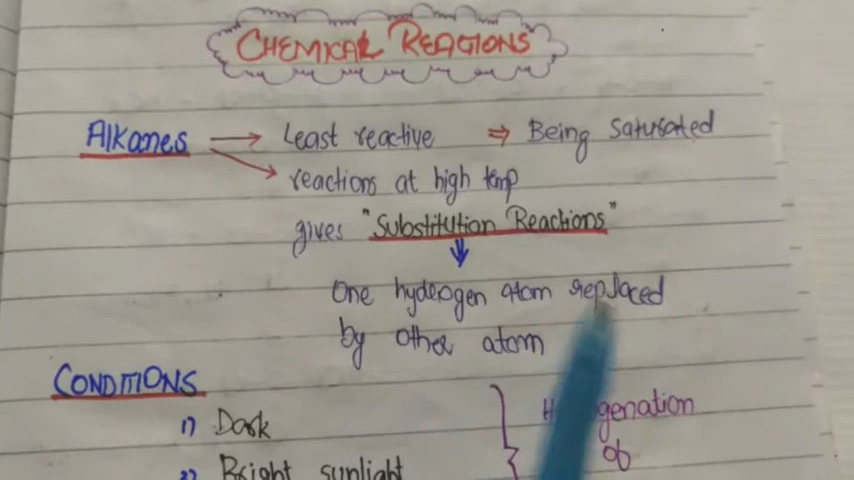 CHEMICAL REACTIONS
Alkanes → Least reactive ⇒ Being saturated
→ reactions at high temp
gives "Substitution Reactions"
↓
One hydrogen atom replaced
by other atom
CONDITIONS
1) Dark
2) Bright sunlight
of